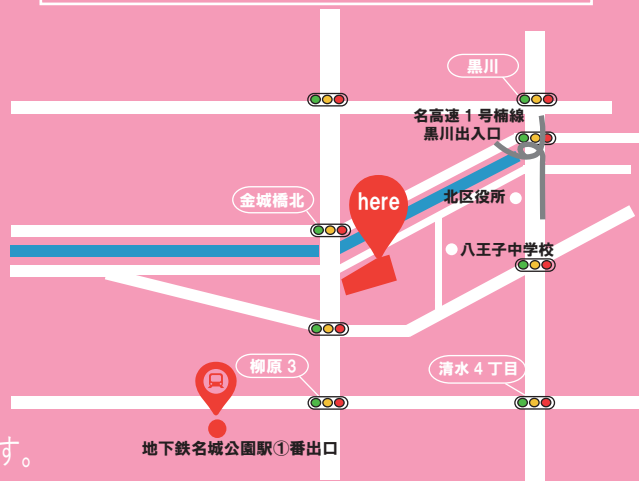 黒川
名高速1号楠線
黒川出入口
金城橋北
here
北区役所
八王子中学校
柳原3
清水4丁目
地下鉄名城公園駅①番出口
す。